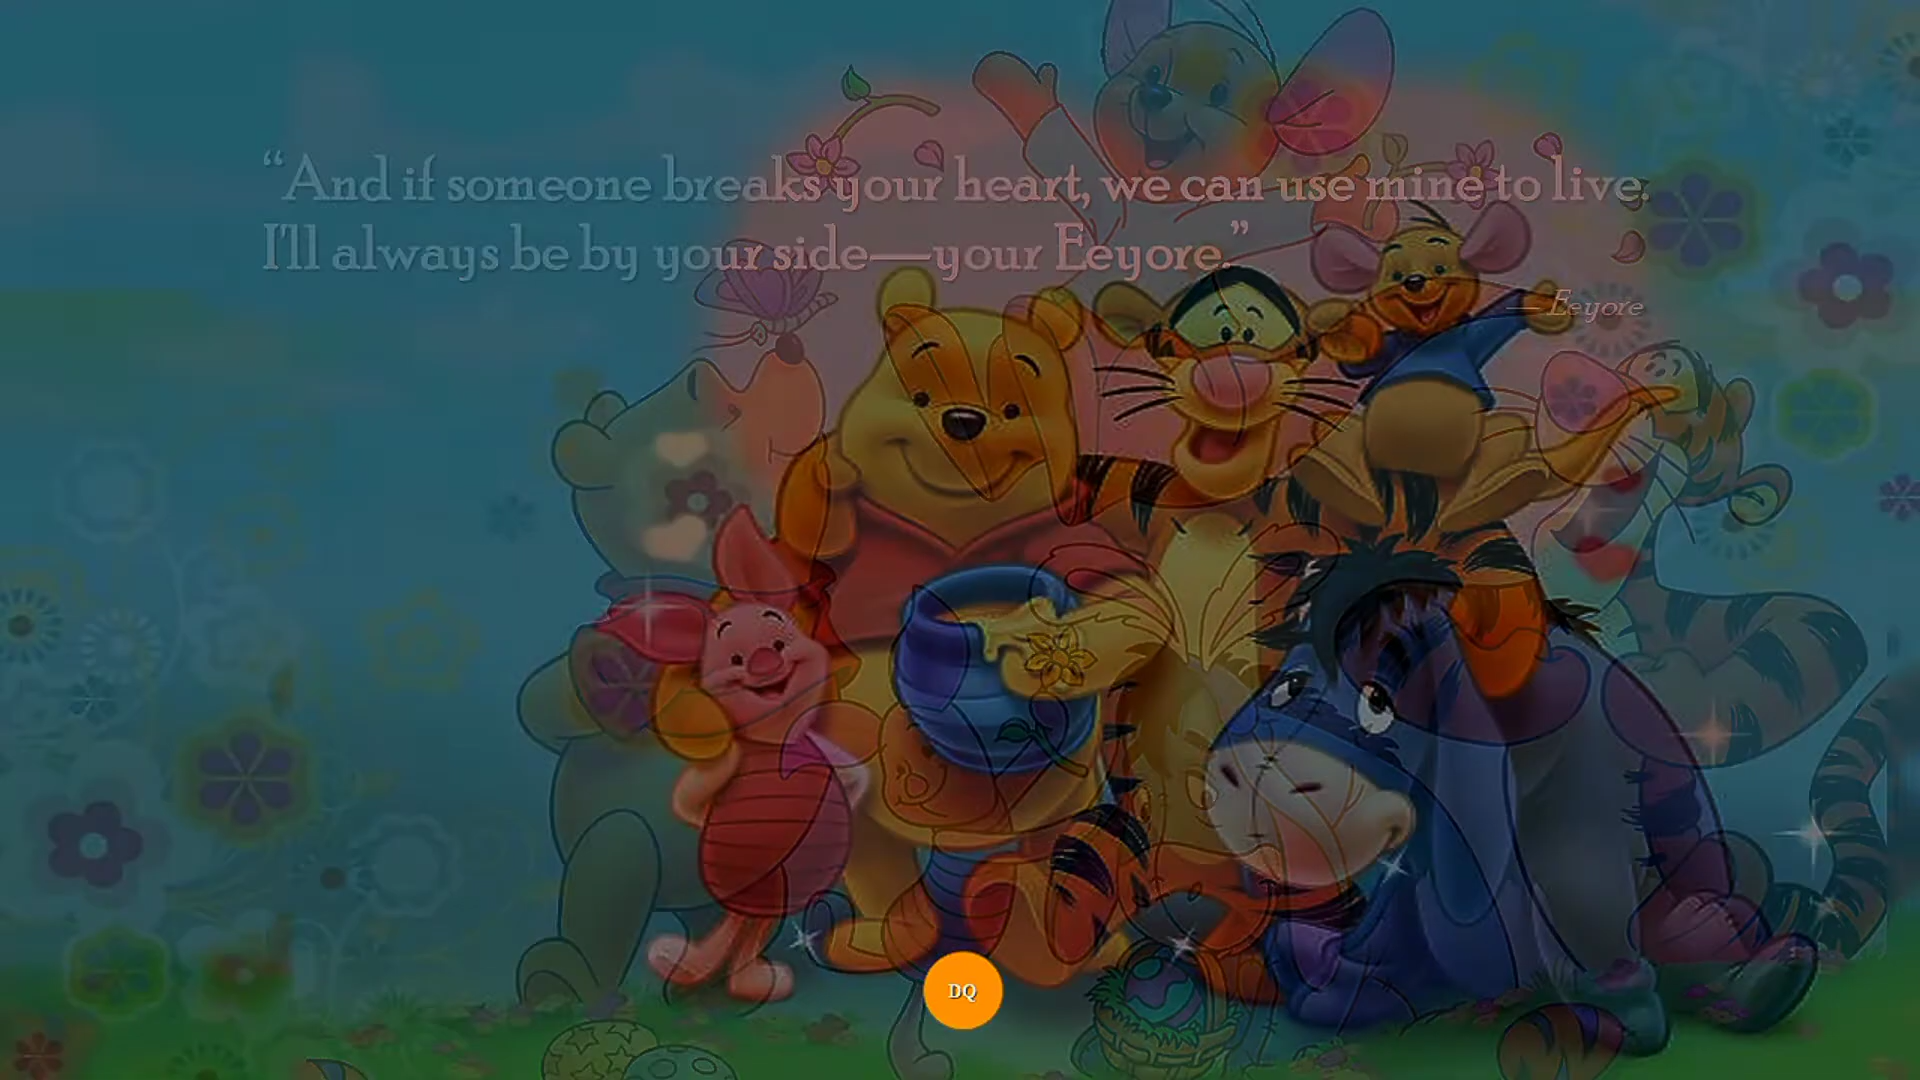 “And if someone breaks your heart, we can use mine to live.
I'll always be by your side—your Eeyore.”
— Eeyore
DQ